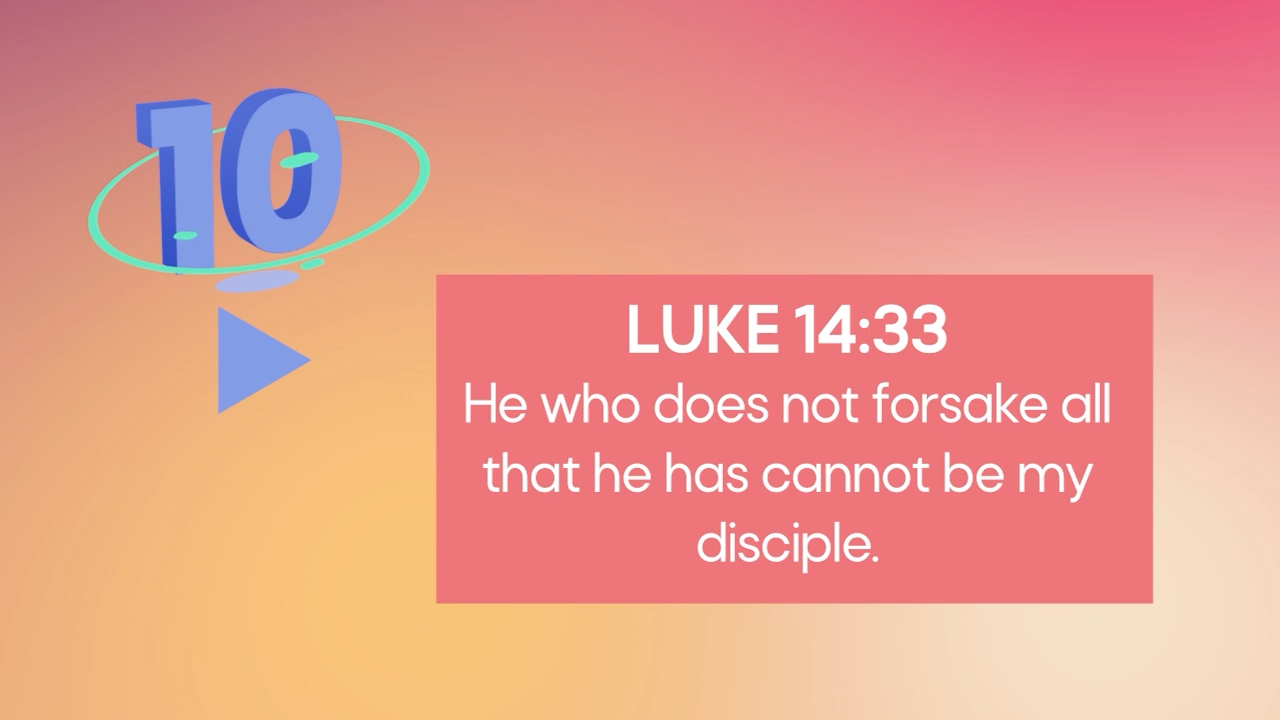 10
LUKE 14:33
He who does not forsake all
that he has cannot be my
disciple.